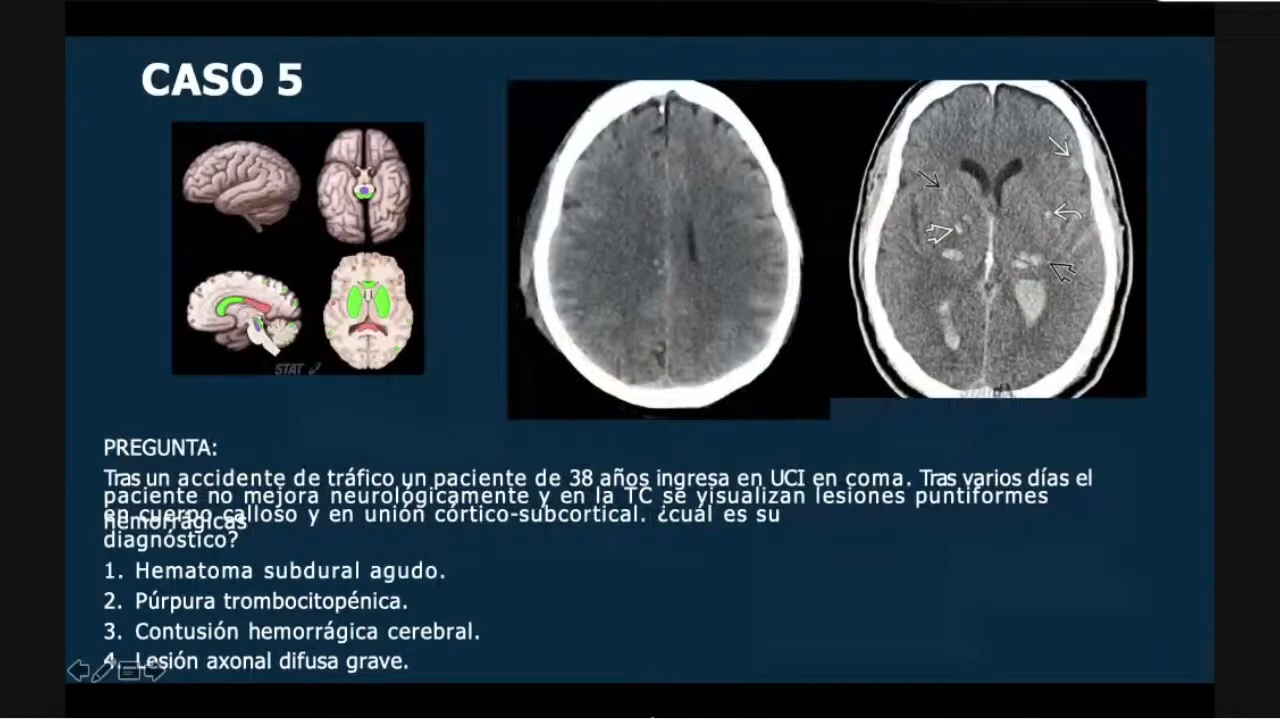 CASO 5
STAT
PREGUNTA:
Tras un accidente de tráfico un paciente de 38 años ingresa en UCI en coma. Tras varios días el
paciente no mejora neurológicamente y en la TC se visualizan lesiones puntiformes
hemorrágicas
en cuerpo calloso y en unión córtico-subcortical. ¿cuál es su
diagnóstico?
1. Hematoma subdural agudo.
2. Púrpura trombocitopénica.
3. Contusión hemorrágica cerebral.
4. Lesión axonal difusa grave.